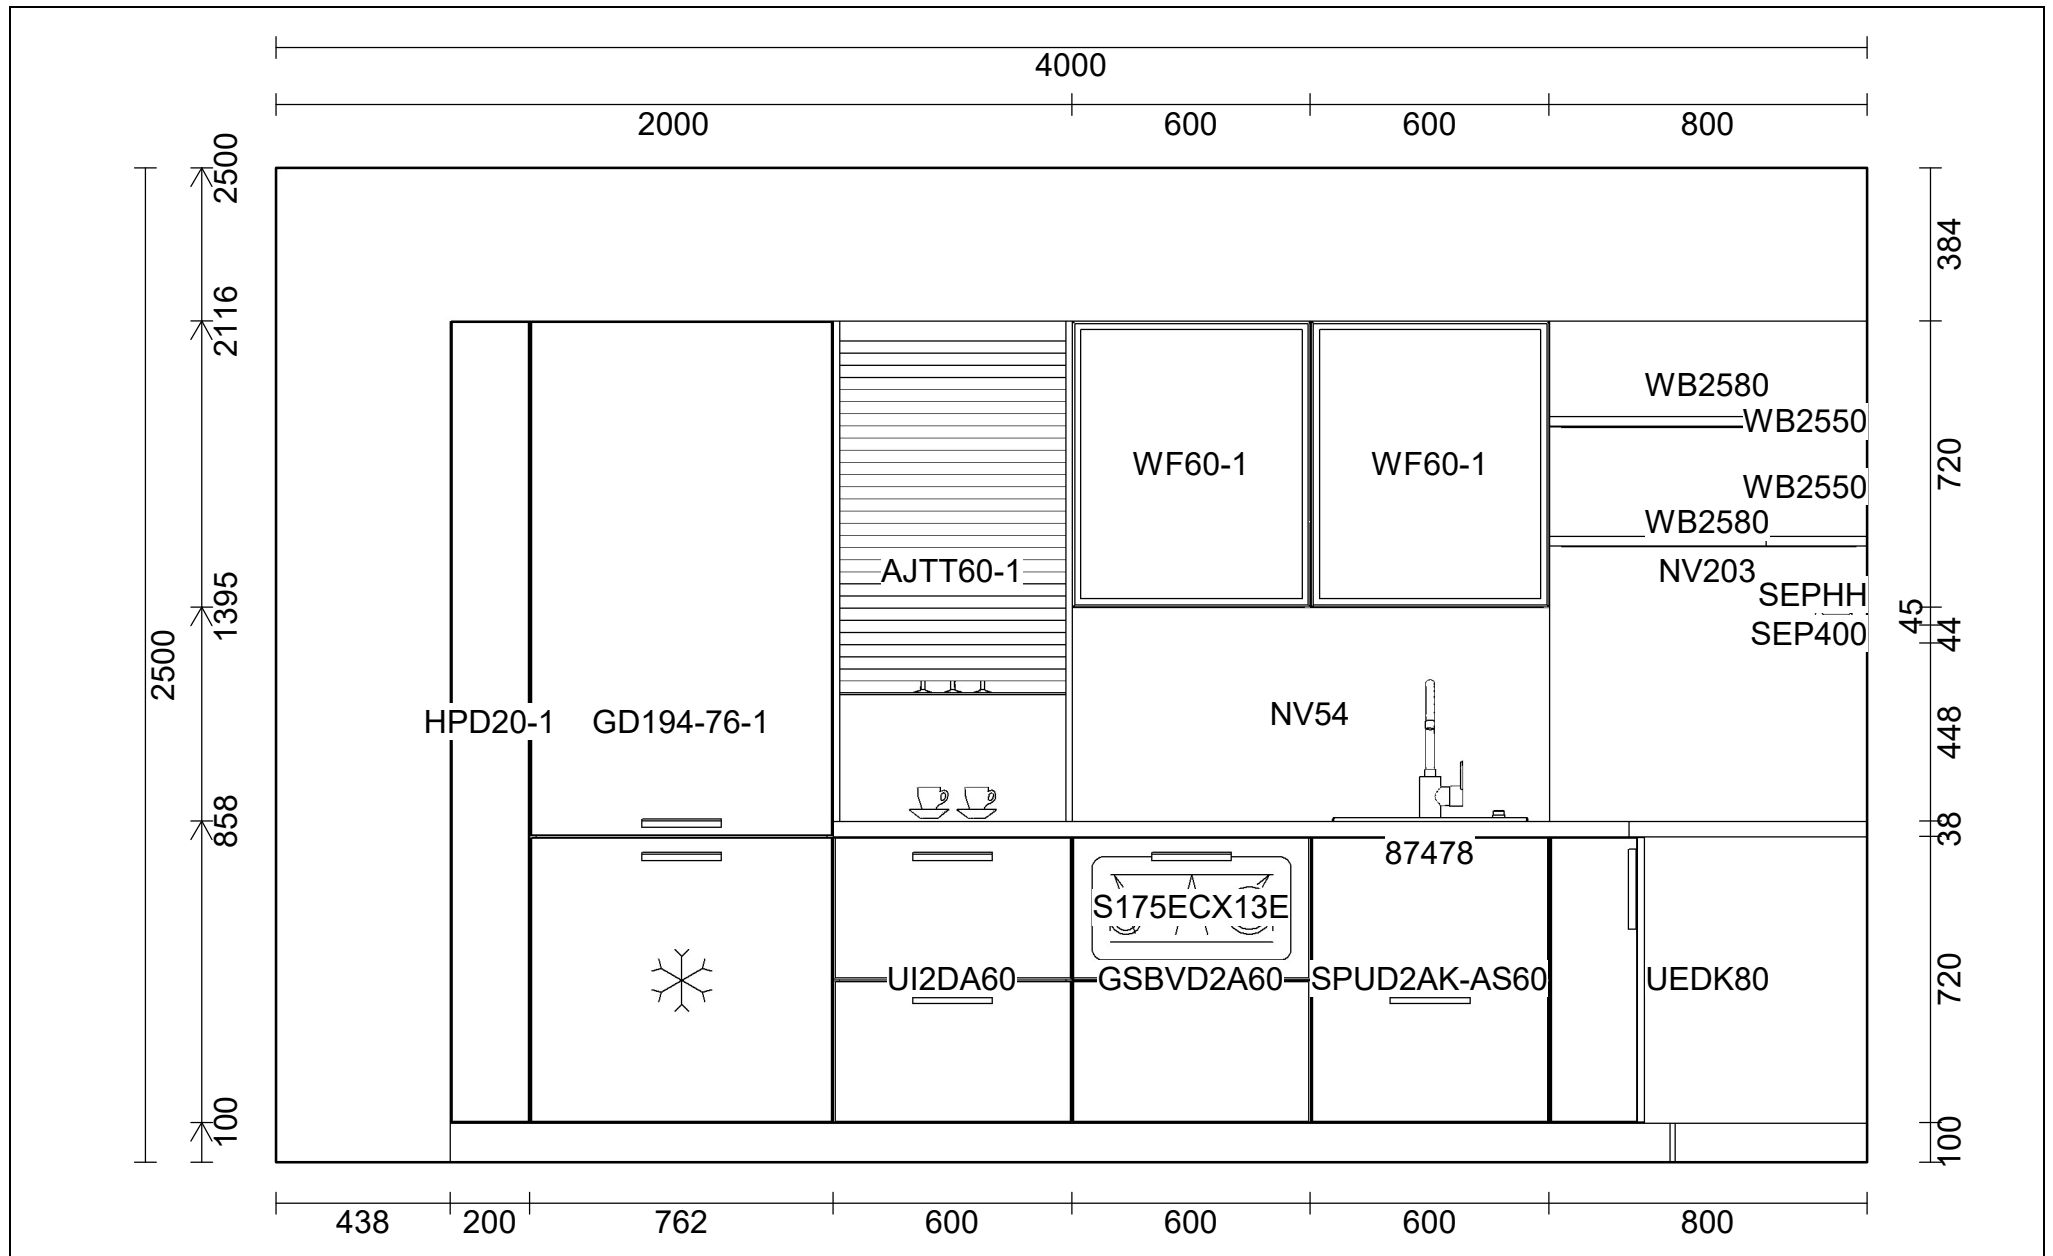 4000
2000 600 600 800
2500
384
2116
WB2580
WB2550
WF60-1 WF60-1
720
WB2550
WB2580
AJTT60-1
NV203
1395
SEPHH
45
SEP400
44
2500
HPD20-1 GD194-76-1
NV54
448
858
38
87478
S175ECX13E
UI2DA60 GSBVD2A60 SPUD2AK-AS60 UEDK80
720
100
100
438 200 762 600 600 600 800